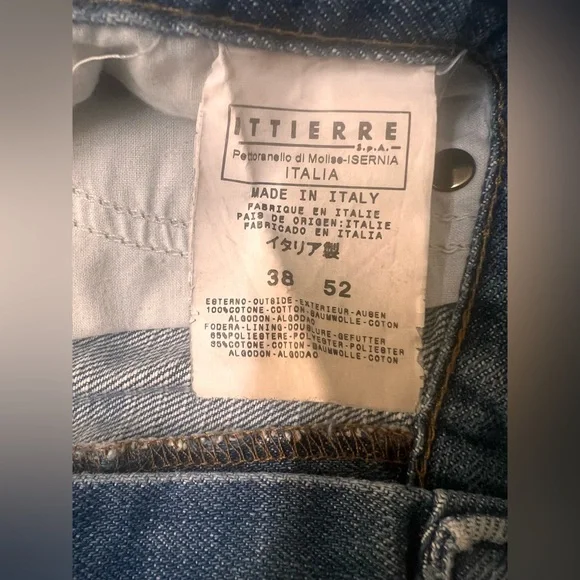 ITTIERRE
S.p.A.
Pettoranello di Molise-ISERNIA
ITALIA
MADE IN ITALY
FABRIQUE EN ITALIE
PAIS DE ORIGEN:ITALIE
FABRICADO EN ITALIA
イタリア製
38 52
ESTERNO-OUTSIDE-EXTERIEUR-AUBEN
100%COTONE-COTTON-BAUMWOLLE-COTON
ALGODON-ALGODAO
FODERA-LINING-DOUBLURE-GEFUTTER
65%POLIESTERE-POLYESTER-POLIESTER
35%COTONE-COTTON-BAUMWOLLE-COTON
ALGODON-ALGODAO